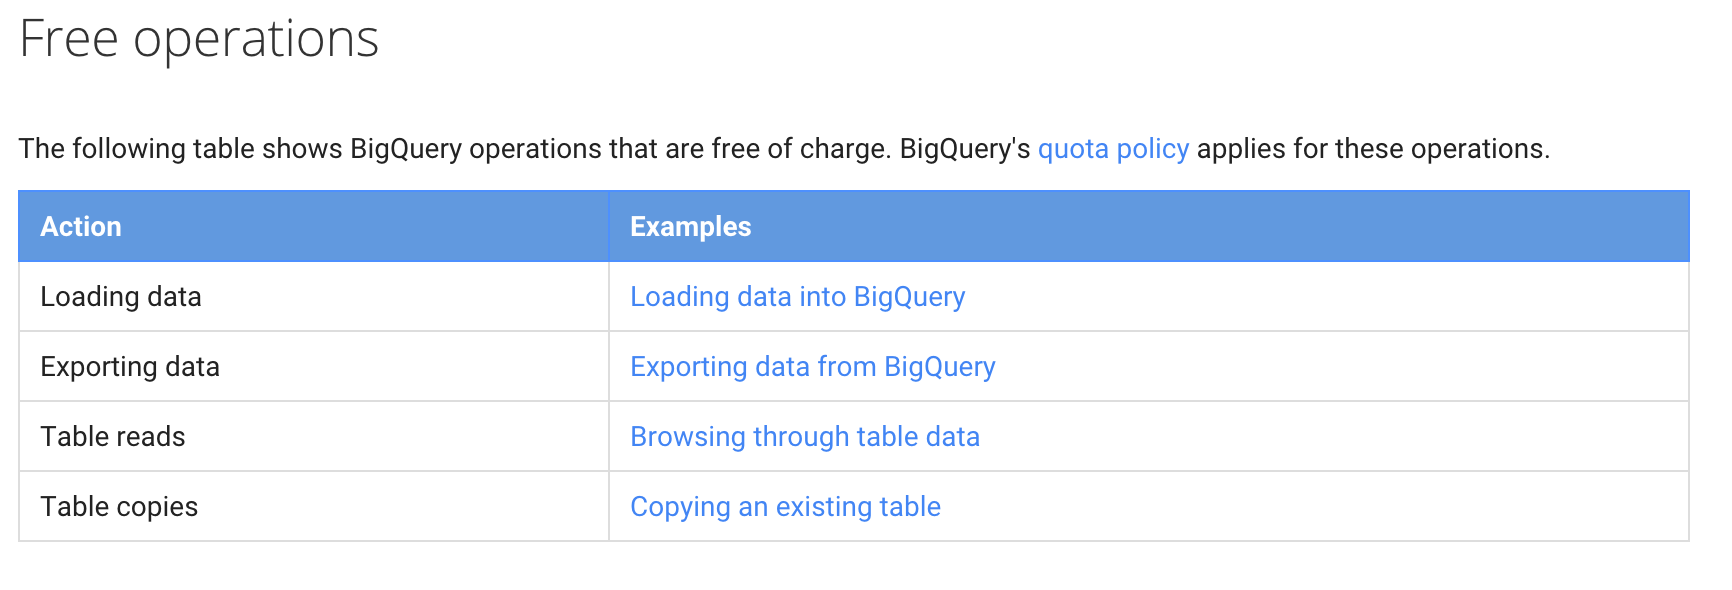 Free operations
The following table shows BigQuery operations that are free of charge. BigQuery's quota policy applies for these operations.
Action Examples
Loading data Loading data into BigQuery
Exporting data Exporting data from BigQuery
Table reads Browsing through table data
Table copies Copying an existing table